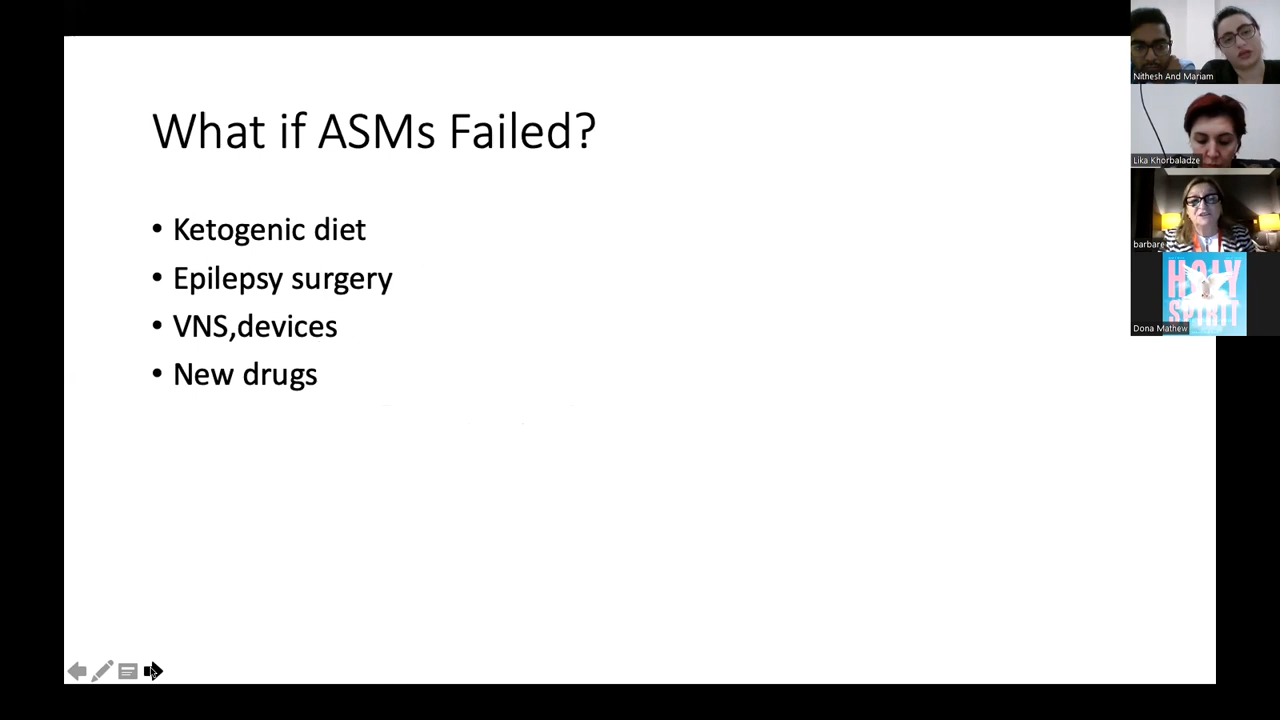 What if ASMs Failed?
• Ketogenic diet
• Epilepsy surgery
• VNS,devices
• New drugs
Nithesh And Mariam
Lika Khorbaladze
barbare
HOLY
SPIRIT
Dona Mathew